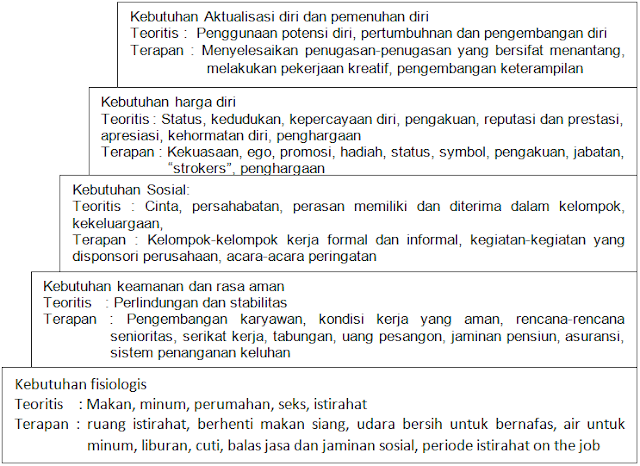 Kebutuhan Aktualisasi diri dan pemenuhan diri
Teoritis : Penggunaan potensi diri, pertumbuhnan dan pengembangan diri
Terapan : Menyelesaikan penugasan-penugasan yang bersifat menantang,
melakukan pekerjaan kreatif, pengembangan keterampilan
Kebutuhan harga diri
Teoritis : Status, kedudukan, kepercayaan diri, pengakuan, reputasi dan prestasi,
apresiasi, kehormatan diri, penghargaan
Terapan : Kekuasaan, ego, promosi, hadiah, status, symbol, pengakuan, jabatan,
“strokers”, penghargaan
Kebutuhan Sosial:
Teoritis : Cinta, persahabatan, perasan memiliki dan diterima dalam kelompok,
kekeluargaan,
Terapan : Kelompok-kelompok kerja formal dan informal, kegiatan-kegiatan yang
disponsori perusahaan, acara-acara peringatan
Kebutuhan keamanan dan rasa aman
Teoritis : Perlindungan dan stabilitas
Terapan : Pengembangan karyawan, kondisi kerja yang aman, rencana-rencana
senioritas, serikat kerja, tabungan, uang pesangon, jaminan pensiun, asuransi,
sistem penanganan keluhan
Kebutuhan fisiologis
Teoritis : Makan, minum, perumahan, seks, istirahat
Terapan : ruang istirahat, berhenti makan siang, udara bersih untuk bernafas, air untuk
minum, liburan, cuti, balas jasa dan jaminan sosial, periode istirahat on the job